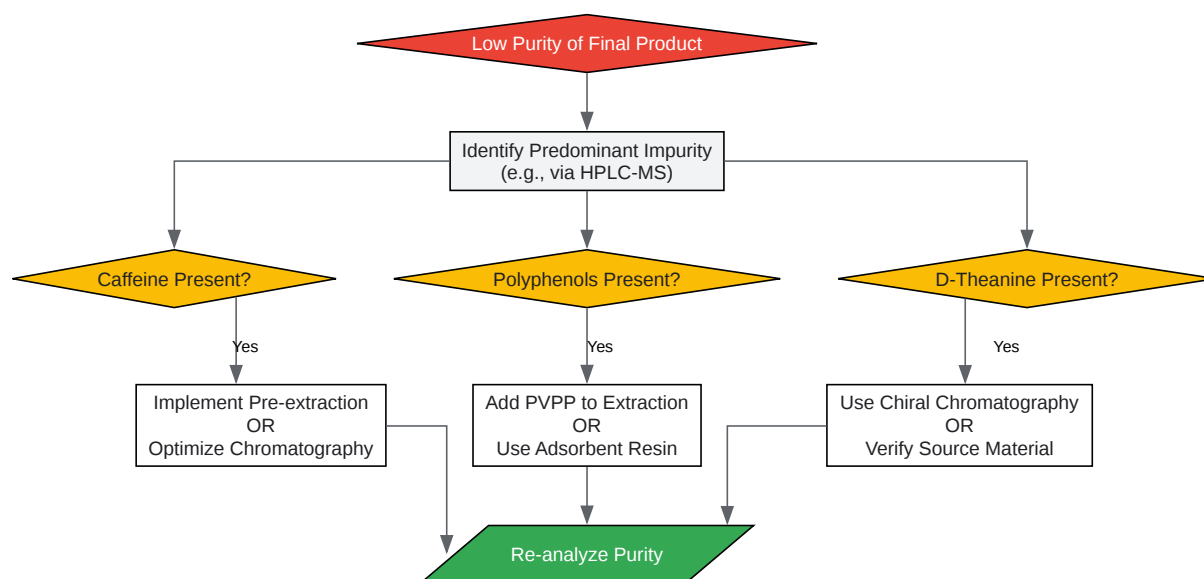 Low Purity of Final Product
Identify Predominant Impurity
(e.g., via HPLC-MS)
Caffeine Present?
Polyphenols Present?
D-Theanine Present?
Yes
Yes
Yes
Implement Pre-extraction
OR
Optimize Chromatography
Add PVPP to Extraction
OR
Use Adsorbent Resin
Use Chiral Chromatography
OR
Verify Source Material
Re-analyze Purity